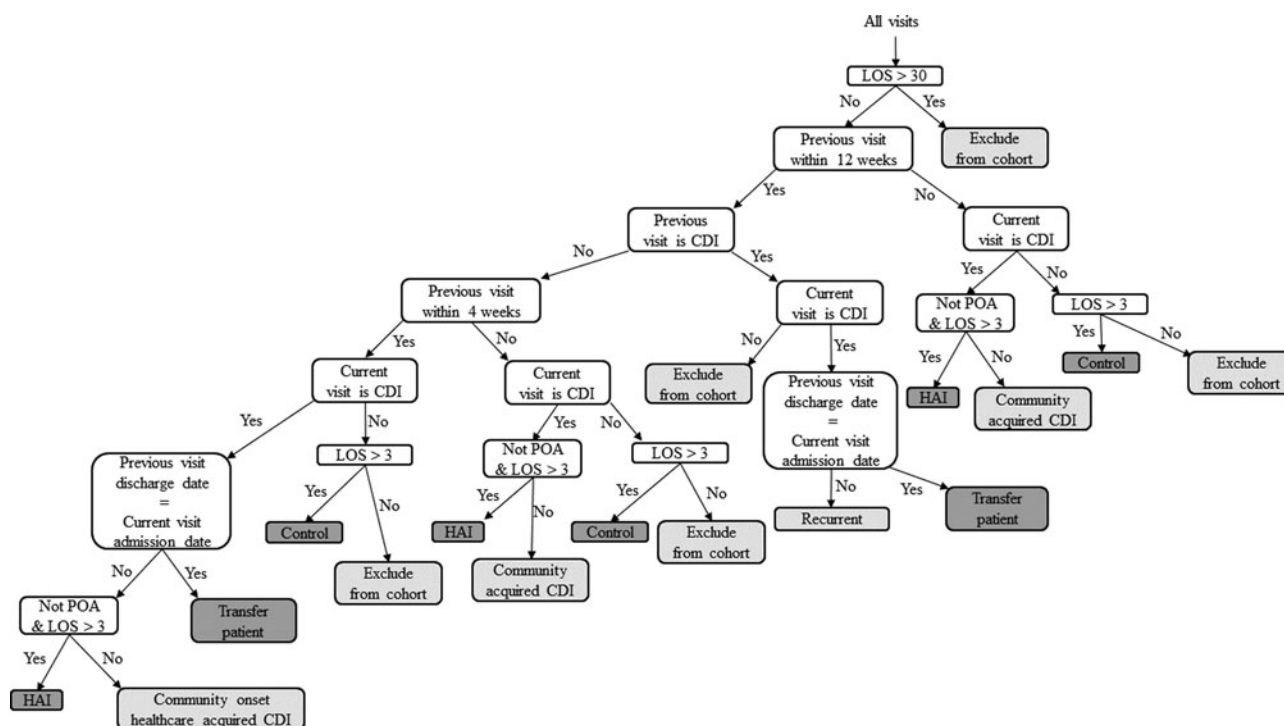 All visits
LOS > 30
No
Yes
Previous visit
within 12 weeks
Exclude
from cohort
Yes
No
Previous
visit is CDI
Current
visit is CDI
No
Yes
Yes
No
Previous visit
within 4 weeks
Current
visit is CDI
Not POA
& LOS > 3
LOS > 3
Yes
No
No
Yes
Yes
No
Yes
No
Current
visit is CDI
Current
visit is CDI
Exclude
from cohort
Previous visit
discharge date
=
Current visit
admission date
HAI
Community
acquired CDI
Control
Exclude
from cohort
Yes
No
Yes
No
Previous visit
discharge date
=
Current visit
admission date
LOS > 3
Not POA
& LOS > 3
LOS > 3
No
Yes
Yes
No
Yes
No
Yes
No
Recurrent
Transfer
patient
Control
Exclude
from cohort
HAI
Community
acquired CDI
Control
Exclude
from cohort
No
Yes
Not POA
& LOS > 3
Transfer
patient
Yes
No
HAI
Community onset
healthcare acquired CDI